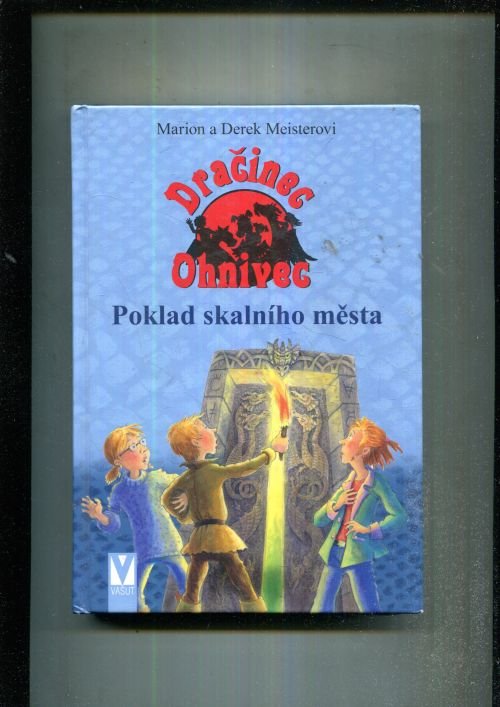 Marion a Derek Meisterovi
Dračinec
Ohnivec
Poklad skalního města
VAŠUT